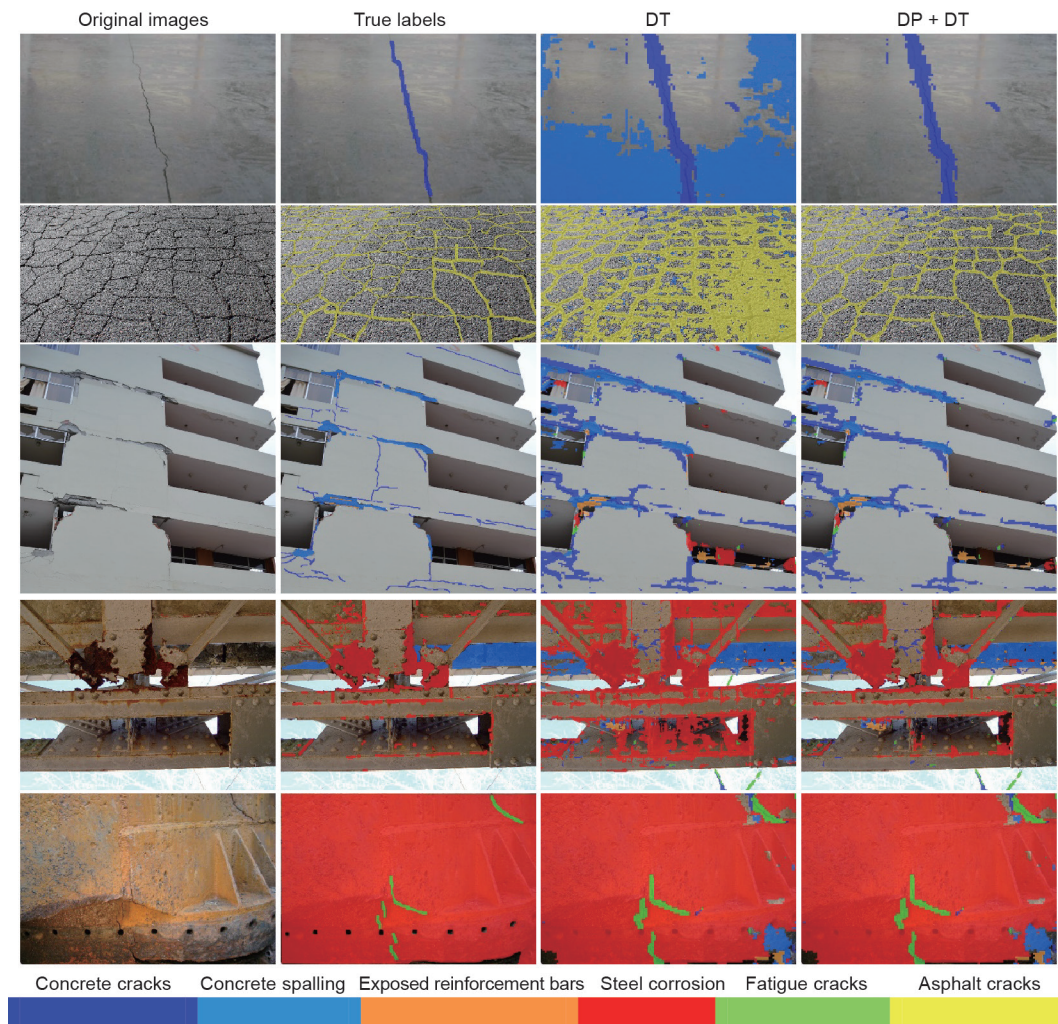 Original images True labels DT DP + DT
Concrete cracks Concrete spalling Exposed reinforcement bars Steel corrosion Fatigue cracks Asphalt cracks